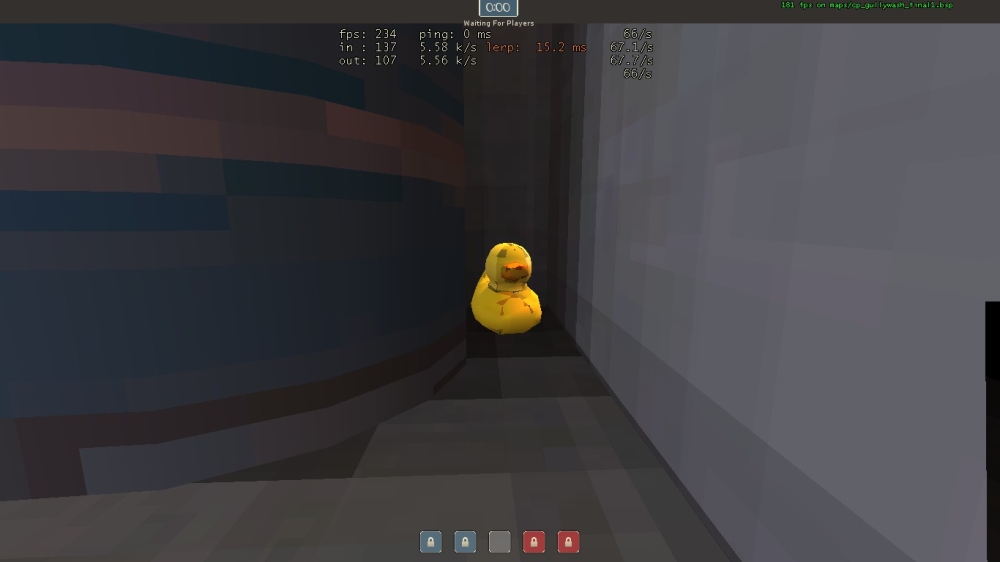 0:00
181 fps on maps/cp_gullywash_final1.bsp
Waiting For Players
fps: 234 ping: 0 ms 66/s
in : 137 5.58 k/s lerp: 15.2 ms 67.1/s
out: 107 5.56 k/s 67.7/s
66/s